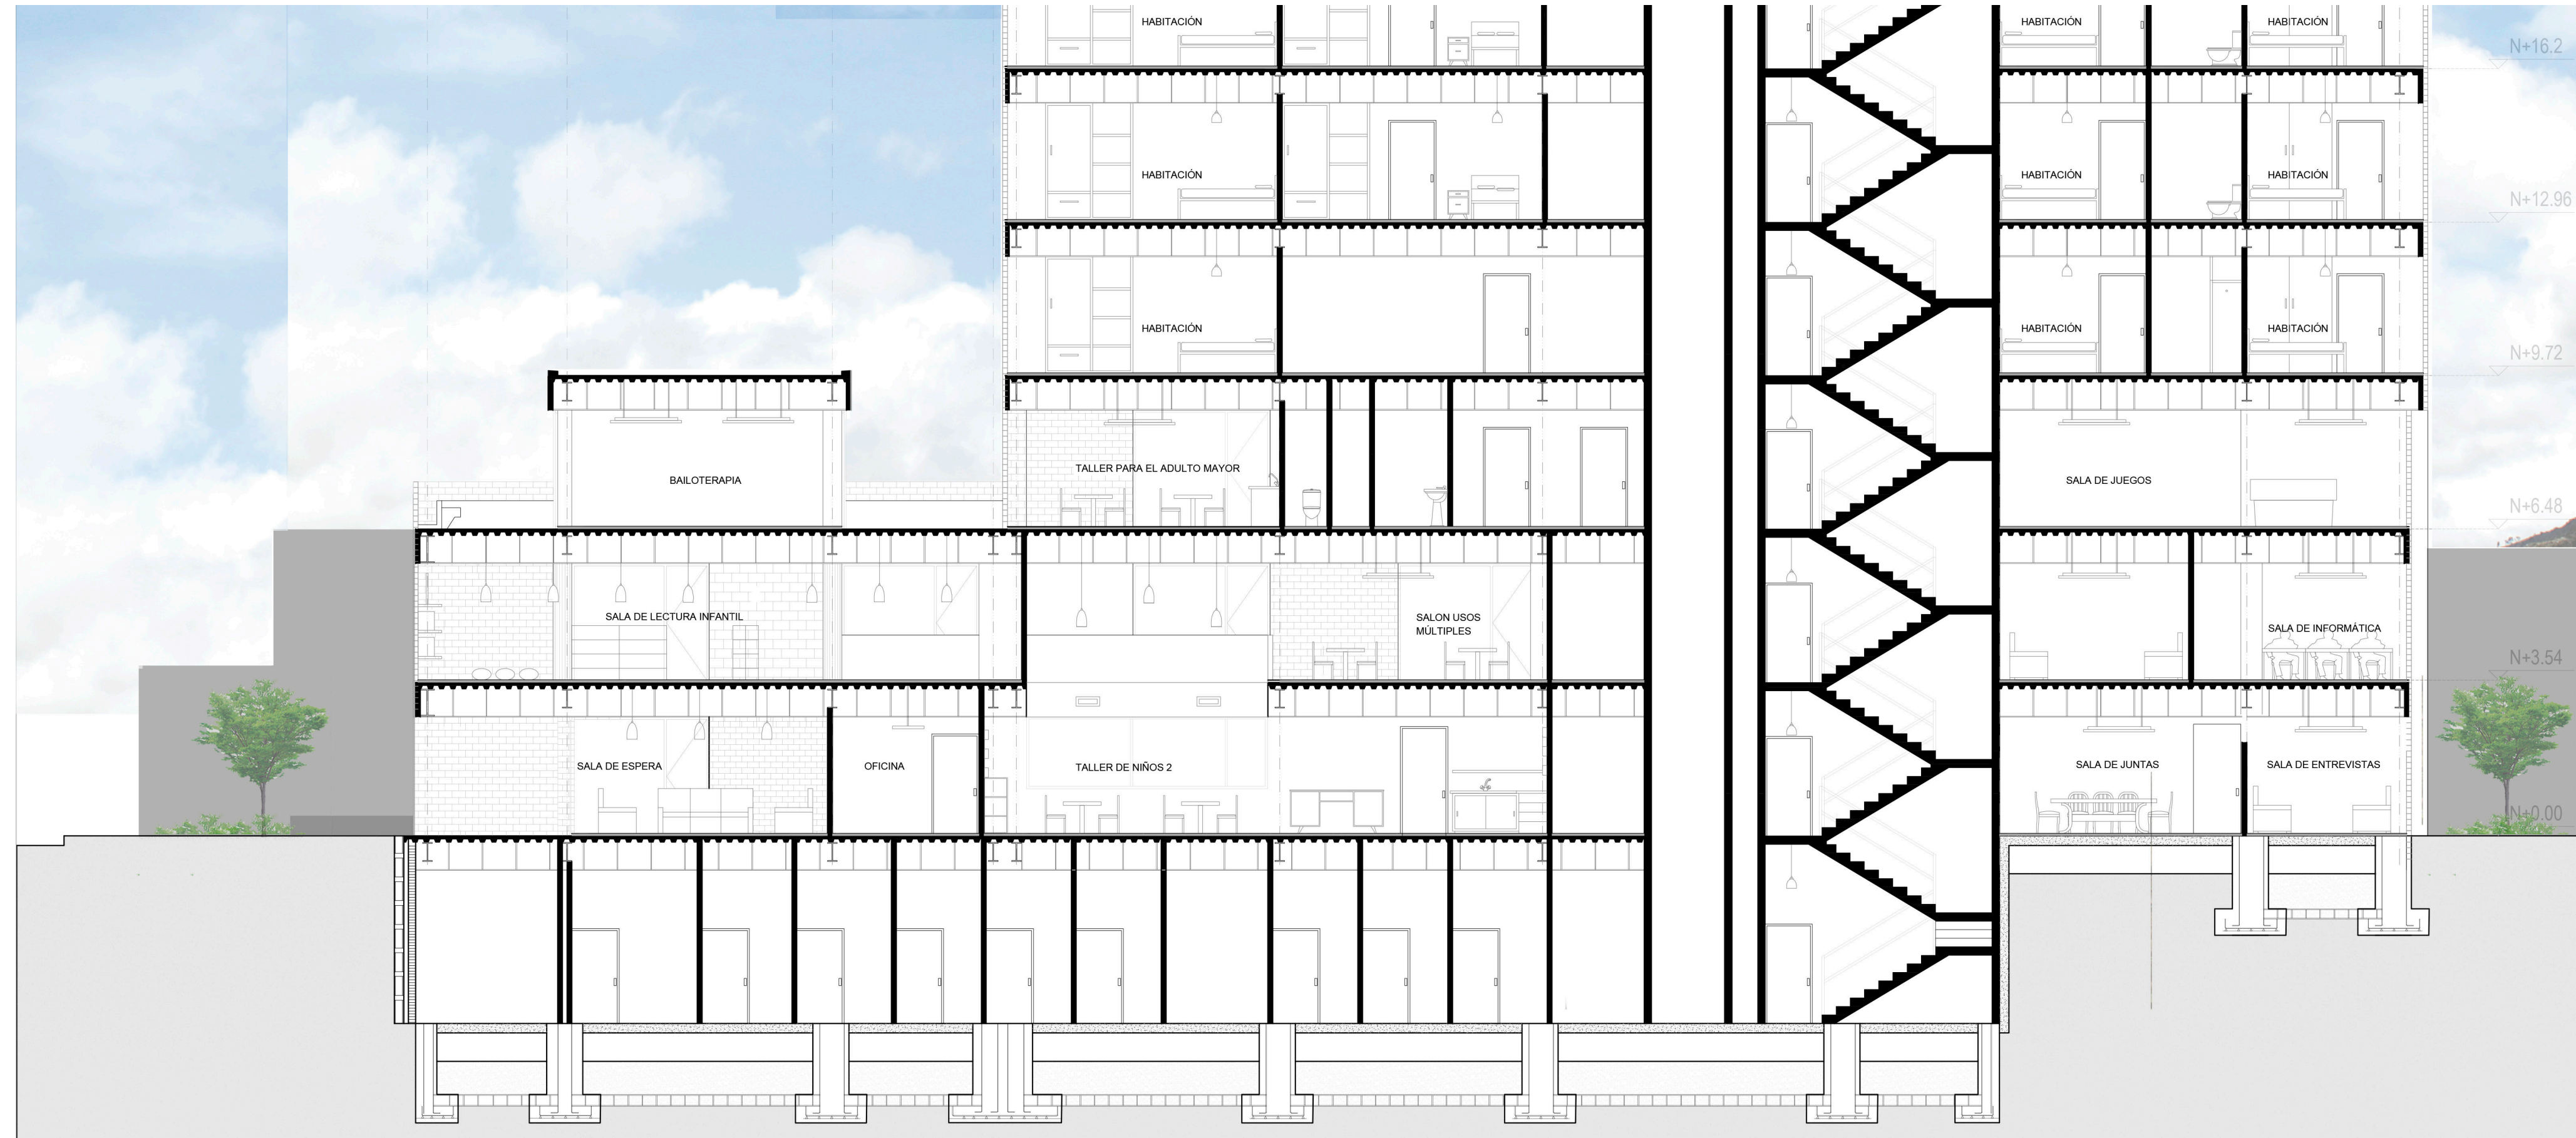 HABITACIÓN
HABITACIÓN
HABITACIÓN
N+16.2
HABITACIÓN
HABITACIÓN
HABITACIÓN
N+12.96
HABITACIÓN
HABITACIÓN
HABITACIÓN
N+9.72
BAILOTERAPIA
TALLER PARA EL ADULTO MAYOR
SALA DE JUEGOS
N+6.48
SALA DE LECTURA INFANTIL
SALON USOS
MÚLTIPLES
SALA DE INFORMÁTICA
N+3.54
SALA DE ESPERA
OFICINA
TALLER DE NIÑOS 2
SALA DE JUNTAS
SALA DE ENTREVISTAS
N+0.00